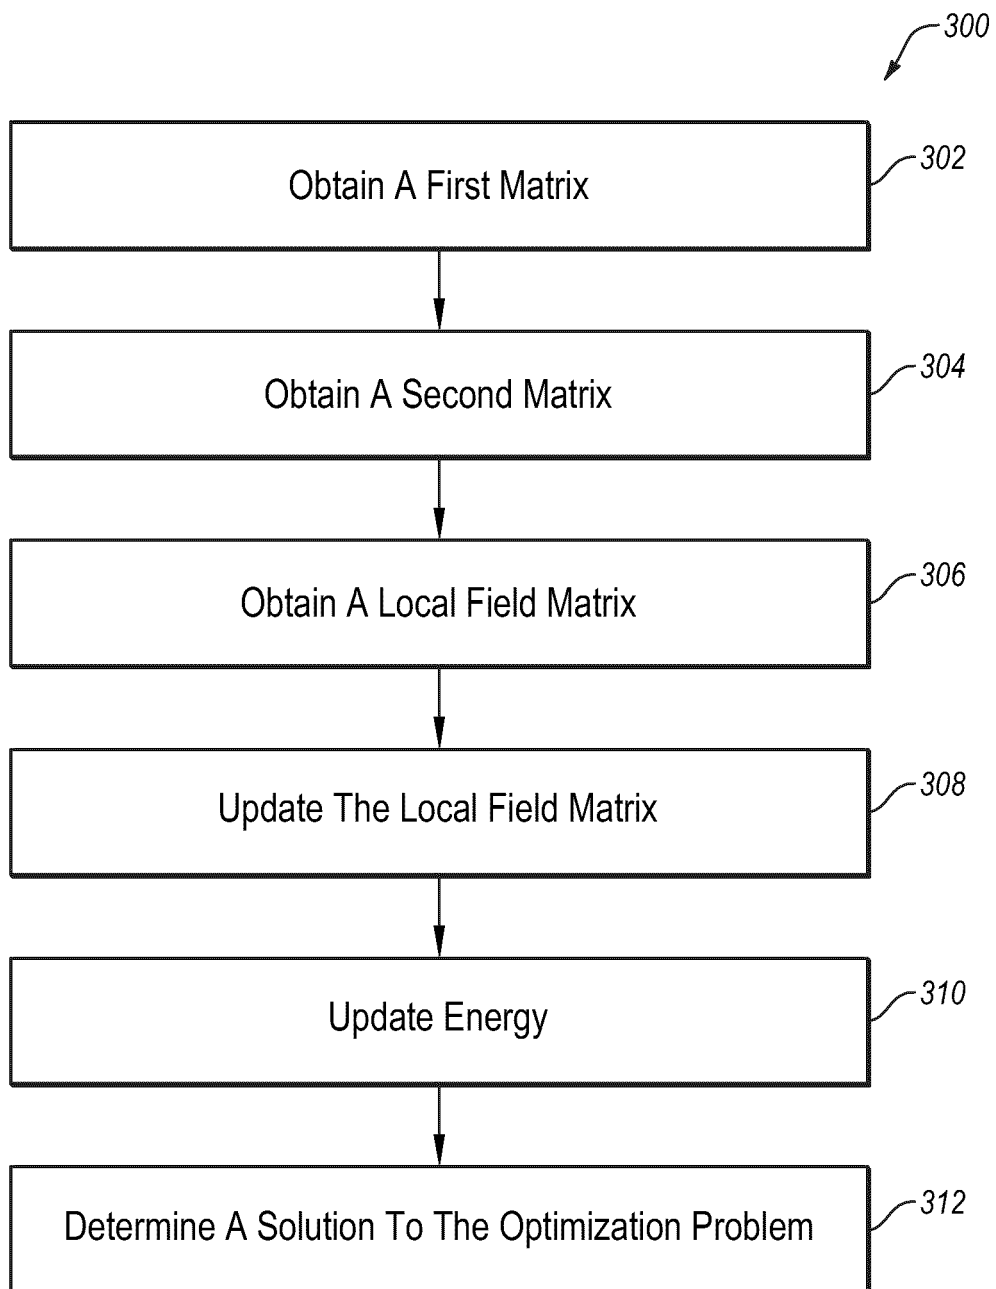 300
Obtain A First Matrix
302
Obtain A Second Matrix
304
Obtain A Local Field Matrix
306
Update The Local Field Matrix
308
Update Energy
310
Determine A Solution To The Optimization Problem
312